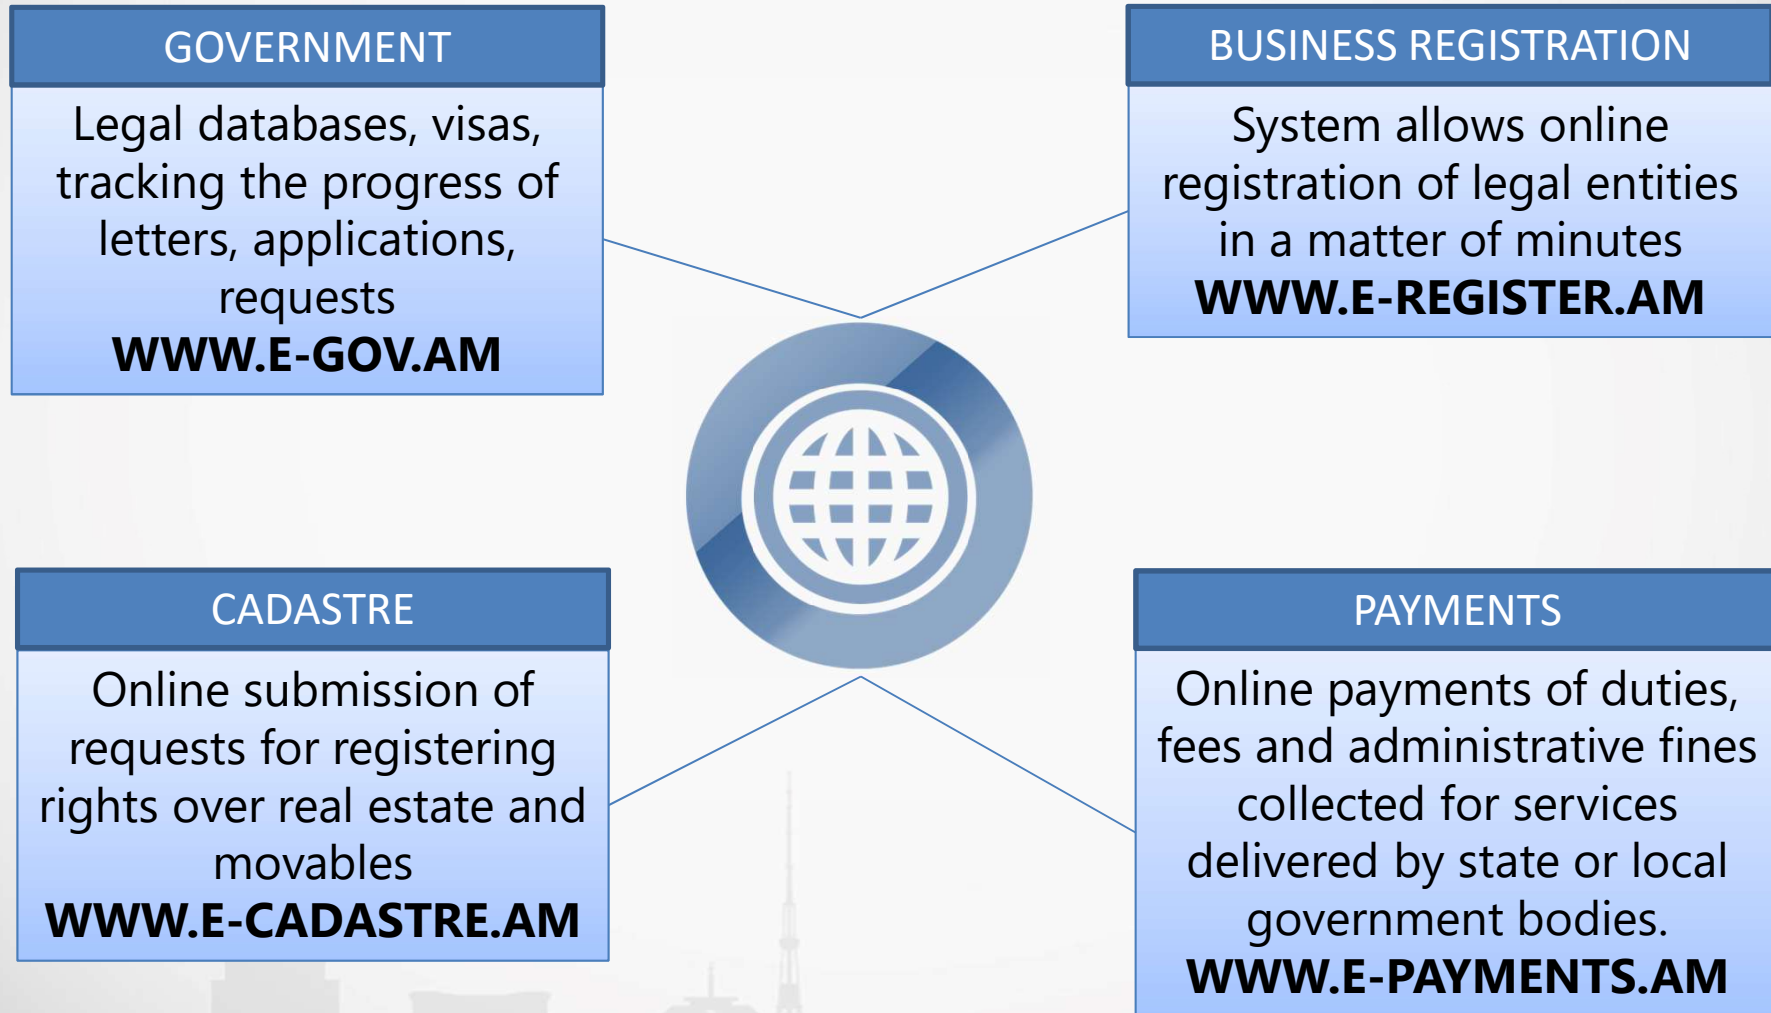 GOVERNMENT
Legal databases, visas,
tracking the progress of
letters, applications,
requests
WWW.E-GOV.AM
BUSINESS REGISTRATION
System allows online
registration of legal entities
in a matter of minutes
WWW.E-REGISTER.AM
CADASTRE
Online submission of
requests for registering
rights over real estate and
movables
WWW.E-CADASTRE.AM
PAYMENTS
Online payments of duties,
fees and administrative fines
collected for services
delivered by state or local
government bodies.
WWW.E-PAYMENTS.AM